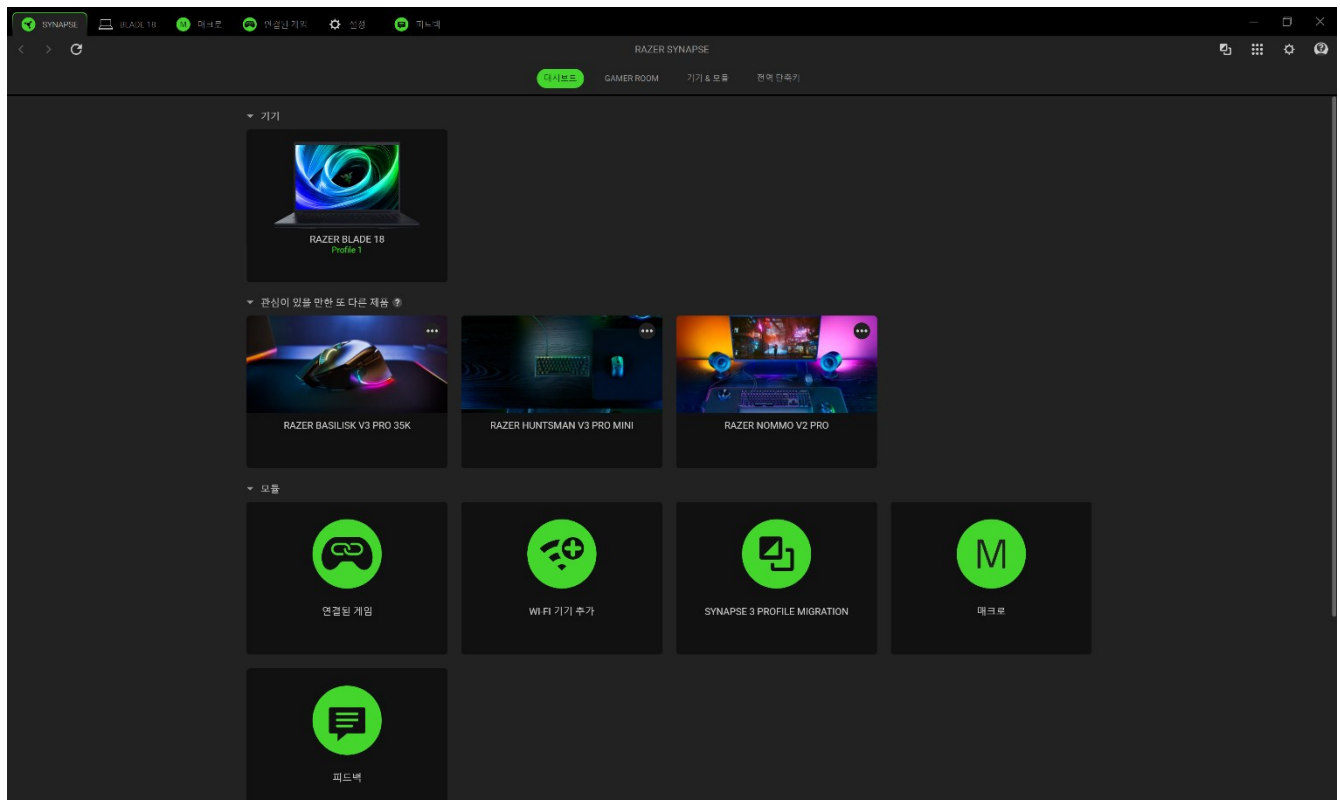 SYNAPSE BLADE 18 매크로 연결된 게임 설정 피드백
RAZER SYNAPSE
대시보드 GAMER ROOM 기기 & 모듈 전역 단축키
기기
RAZER BLADE 18
Profile 1
관심이 있을 만한 또 다른 제품 ?
RAZER BASILISK V3 PRO 35K
RAZER HUNTSMAN V3 PRO MINI
RAZER NOMMO V2 PRO
모듈
연결된 게임
WI-FI 기기 추가
SYNAPSE 3 PROFILE MIGRATION
M
매크로
피드백